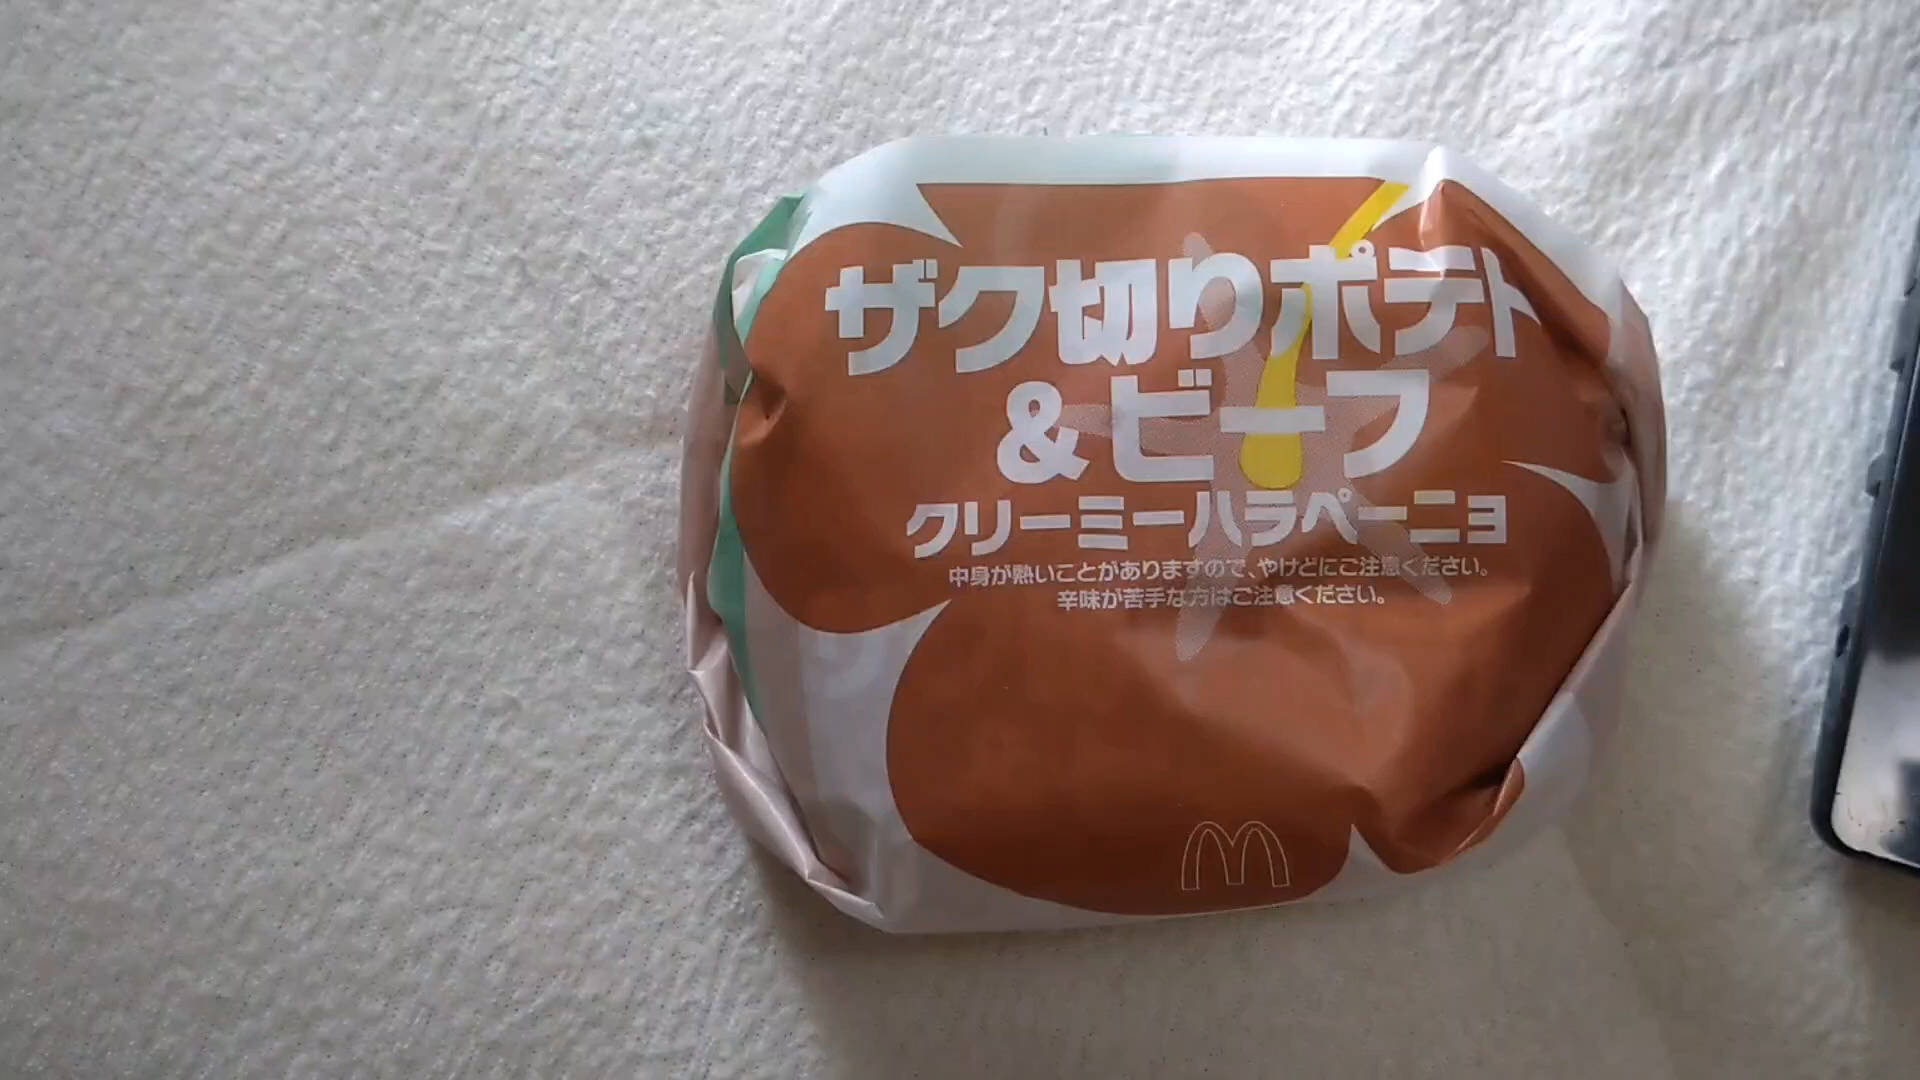 ザク切りポテト
&ビーフ
クリーミーハラペーニョ
中身が熱いことがありますので、やけどにご注意ください。
辛味が苦手な方はご注意ください。